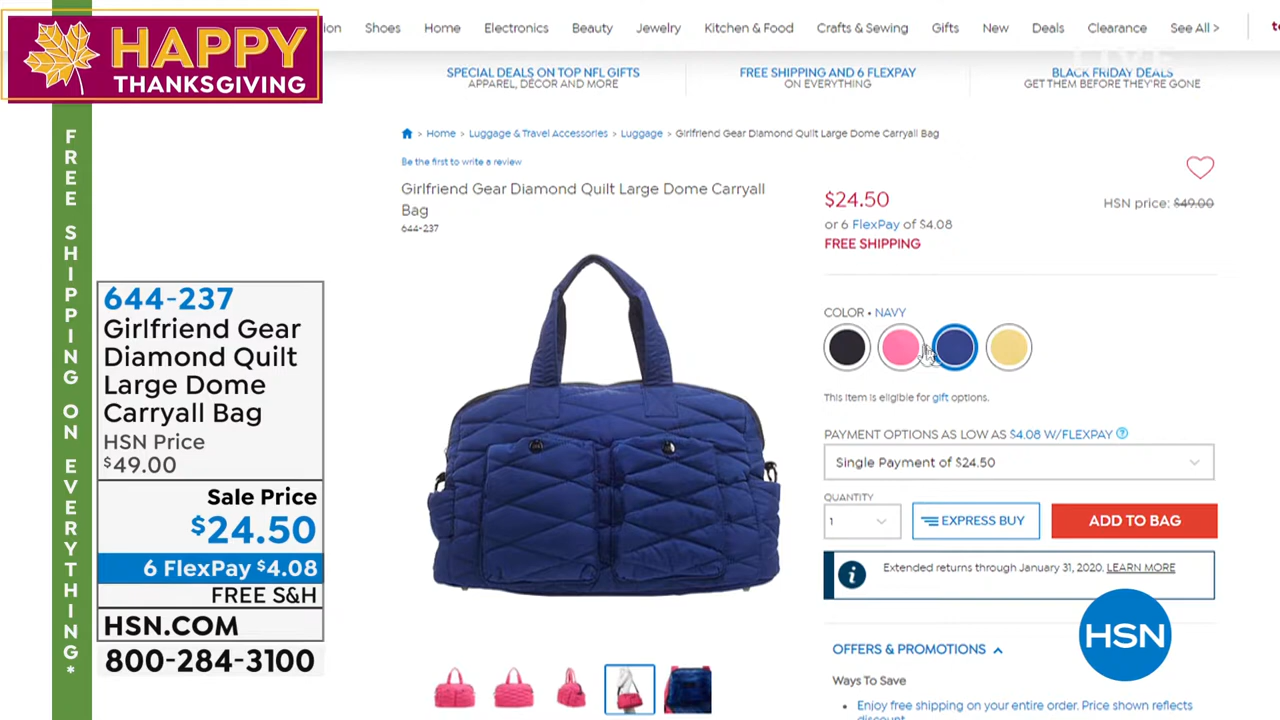 HAPPY
THANKSGIVING
FREE SHIPPING ON EVERYTHING*
644-237
Girlfriend Gear
Diamond Quilt
Large Dome
Carryall Bag
HSN Price
$49.00
Sale Price
$24.50
6 FlexPay $4.08
FREE S&H
HSN.COM
800-284-3100
Shoes Home Electronics Beauty Jewelry Kitchen & Food Crafts & Sewing Gifts New Deals Clearance See All >
LIVE
SPECIAL DEALS ON TOP NFL GIFTS
APPAREL, DÉCOR AND MORE
FREE SHIPPING AND 6 FLEXPAY
ON EVERYTHING
BLACK FRIDAY DEALS
GET THEM BEFORE THEY'RE GONE
> Home > Luggage & Travel Accessories > Luggage > Girlfriend Gear Diamond Quilt Large Dome Carryall Bag
Be the first to write a review
Girlfriend Gear Diamond Quilt Large Dome Carryall
Bag
644-237
$24.50
HSN price: $49.00
or 6 FlexPay of $4.08
FREE SHIPPING
COLOR • NAVY
This item is eligible for gift options.
PAYMENT OPTIONS AS LOW AS $4.08 W/FLEXPAY ?
Single Payment of $24.50
QUANTITY
1
EXPRESS BUY
ADD TO BAG
i
Extended returns through January 31, 2020. LEARN MORE
HSN
OFFERS & PROMOTIONS
Ways To Save
• Enjoy free shipping on your entire order. Price shown reflects